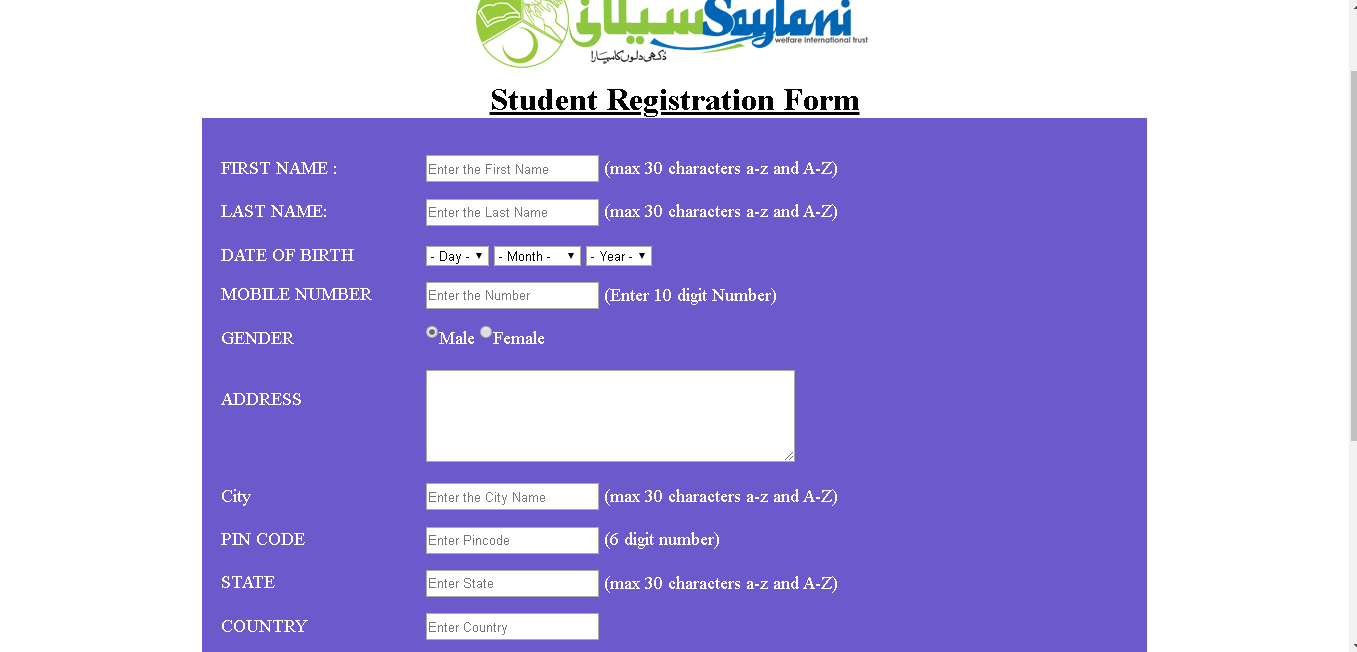 سیلانی Saylani
welfare international trust
دُکھی دلوں کا سہارا
Student Registration Form
FIRST NAME : Enter the First Name (max 30 characters a-z and A-Z)
LAST NAME: Enter the Last Name (max 30 characters a-z and A-Z)
DATE OF BIRTH - Day - - Month - - Year -
MOBILE NUMBER Enter the Number (Enter 10 digit Number)
GENDER Male Female
ADDRESS
City Enter the City Name (max 30 characters a-z and A-Z)
PIN CODE Enter Pincode (6 digit number)
STATE Enter State (max 30 characters a-z and A-Z)
COUNTRY Enter Country